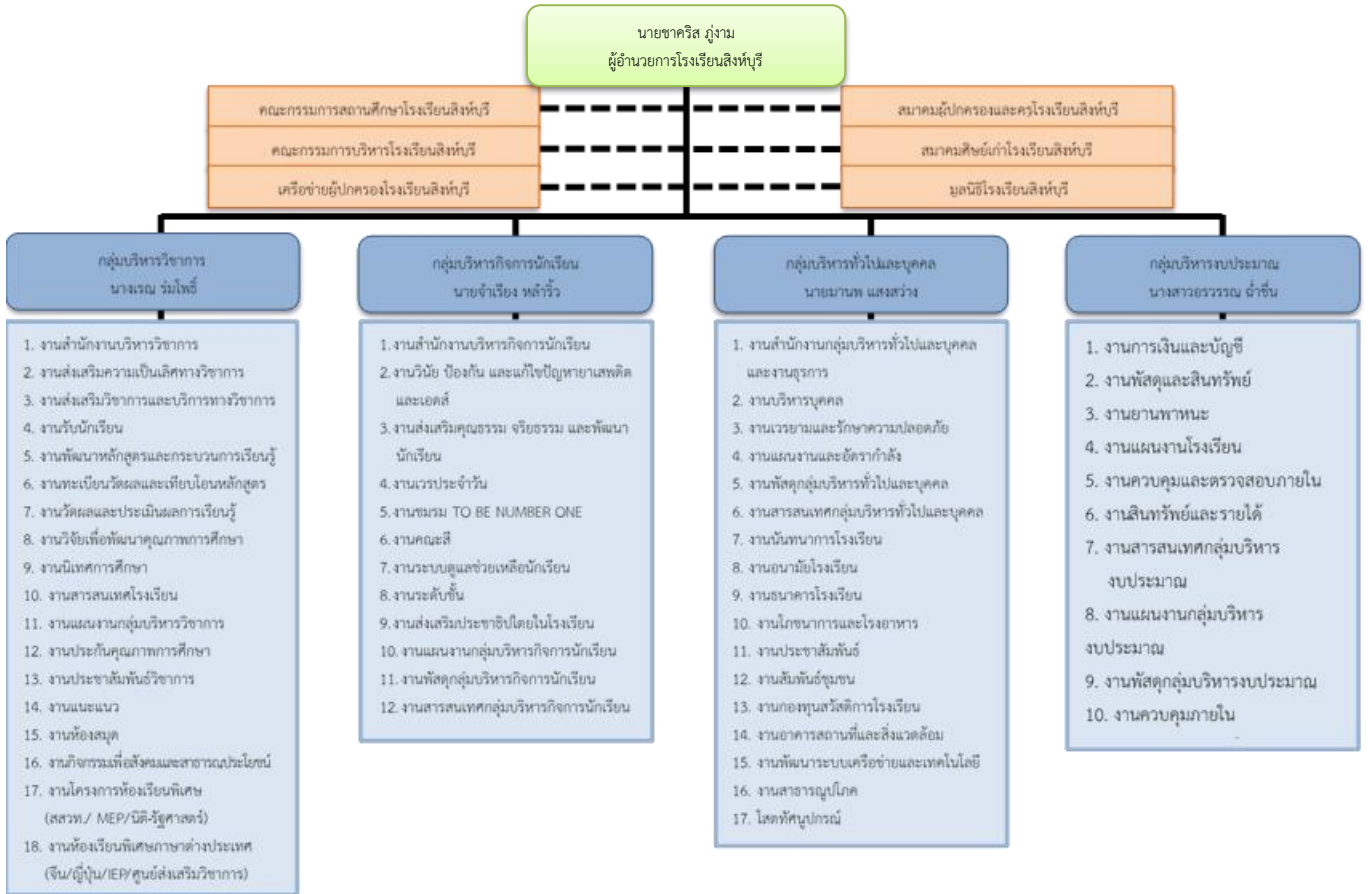 นายชาคริส ภู่งาม
ผู้อำนวยการโรงเรียนสิงห์บุรี
คณะกรรมการสถานศึกษาโรงเรียนสิงห์บุรี
สมาคมผู้ปกครองและครูโรงเรียนสิงห์บุรี
คณะกรรมการบริหารโรงเรียนสิงห์บุรี
สมาคมศิษย์เก่าโรงเรียนสิงห์บุรี
เครือข่ายผู้ปกครองโรงเรียนสิงห์บุรี
มูลนิธิโรงเรียนสิงห์บุรี
กลุ่มบริหารวิชาการ
นางเรณ ร่มโพธิ์
1. งานสำนักงานบริหารวิชาการ
2. งานส่งเสริมความเป็นเลิศทางวิชาการ
3. งานส่งเสริมวิชาการและบริการทางวิชาการ
4. งานรับนักเรียน
5. งานพัฒนาหลักสูตรและกระบวนการเรียนรู้
6. งานทะเบียนวัดผลและเทียบโอนหลักสูตร
7. งานวัดผลและประเมินผลการเรียนรู้
8. งานวิจัยเพื่อพัฒนาคุณภาพการศึกษา
9. งานนิเทศการศึกษา
10. งานสารสนเทศโรงเรียน
11. งานแผนงานกลุ่มบริหารวิชาการ
12. งานประกันคุณภาพการศึกษา
13. งานประชาสัมพันธ์วิชาการ
14. งานแนะแนว
15. งานห้องสมุด
16. งานกิจกรรมเพื่อสังคมและสาธารณประโยชน์
17. งานโครงการห้องเรียนพิเศษ
(สสวท./ MEP/นิติ-รัฐศาสตร์)
18. งานห้องเรียนพิเศษภาษาต่างประเทศ
(จีน/ญี่ปุ่น/IEP/ศูนย์ส่งเสริมวิชาการ)
กลุ่มบริหารกิจการนักเรียน
นายจำเรียง หลำริ้ว
1. งานสำนักงานบริหารกิจการนักเรียน
2. งานวินัย ป้องกัน และแก้ไขปัญหายาเสพติด
และเอดส์
3. งานส่งเสริมคุณธรรม จริยธรรม และพัฒนา
นักเรียน
4. งานเวรประจำวัน
5. งานชมรม TO BE NUMBER ONE
6. งานคณะสี
7. งานระบบดูแลช่วยเหลือนักเรียน
8. งานระดับชั้น
9. งานส่งเสริมประชาธิปไตยในโรงเรียน
10. งานแผนงานกลุ่มบริหารกิจการนักเรียน
11. งานพัสดุกลุ่มบริหารกิจการนักเรียน
12. งานสารสนเทศกลุ่มบริหารกิจการนักเรียน
กลุ่มบริหารทั่วไปและบุคคล
นายมานพ แสงสว่าง
1. งานสำนักงานกลุ่มบริหารทั่วไปและบุคคล
และงานธุรการ
2. งานบริหารบุคคล
3. งานเวรยามและรักษาความปลอดภัย
4. งานแผนงานและอัตรากำลัง
5. งานพัสดุกลุ่มบริหารทั่วไปและบุคคล
6. งานสารสนเทศกลุ่มบริหารทั่วไปและบุคคล
7. งานนันทนาการโรงเรียน
8. งานอนามัยโรงเรียน
9. งานธนาคารโรงเรียน
10. งานโภชนาการและโรงอาหาร
11. งานประชาสัมพันธ์
12. งานสัมพันธ์ชุมชน
13. งานกองทุนสวัสดิการโรงเรียน
14. งานอาคารสถานที่และสิ่งแวดล้อม
15. งานพัฒนาระบบเครือข่ายและเทคโนโลยี
16. งานสาธารณูปโภค
17. โสตทัศนูปกรณ์
กลุ่มบริหารงบประมาณ
นางสาวอรวรรณ ฉ่ำชื่น
1. งานการเงินและบัญชี
2. งานพัสดุและสินทรัพย์
3. งานยานพาหนะ
4. งานแผนงานโรงเรียน
5. งานควบคุมและตรวจสอบภายใน
6. งานสินทรัพย์และรายได้
7. งานสารสนเทศกลุ่มบริหาร
งบประมาณ
8. งานแผนงานกลุ่มบริหาร
งบประมาณ
9. งานพัสดุกลุ่มบริหารงบประมาณ
10. งานควบคุมภายใน